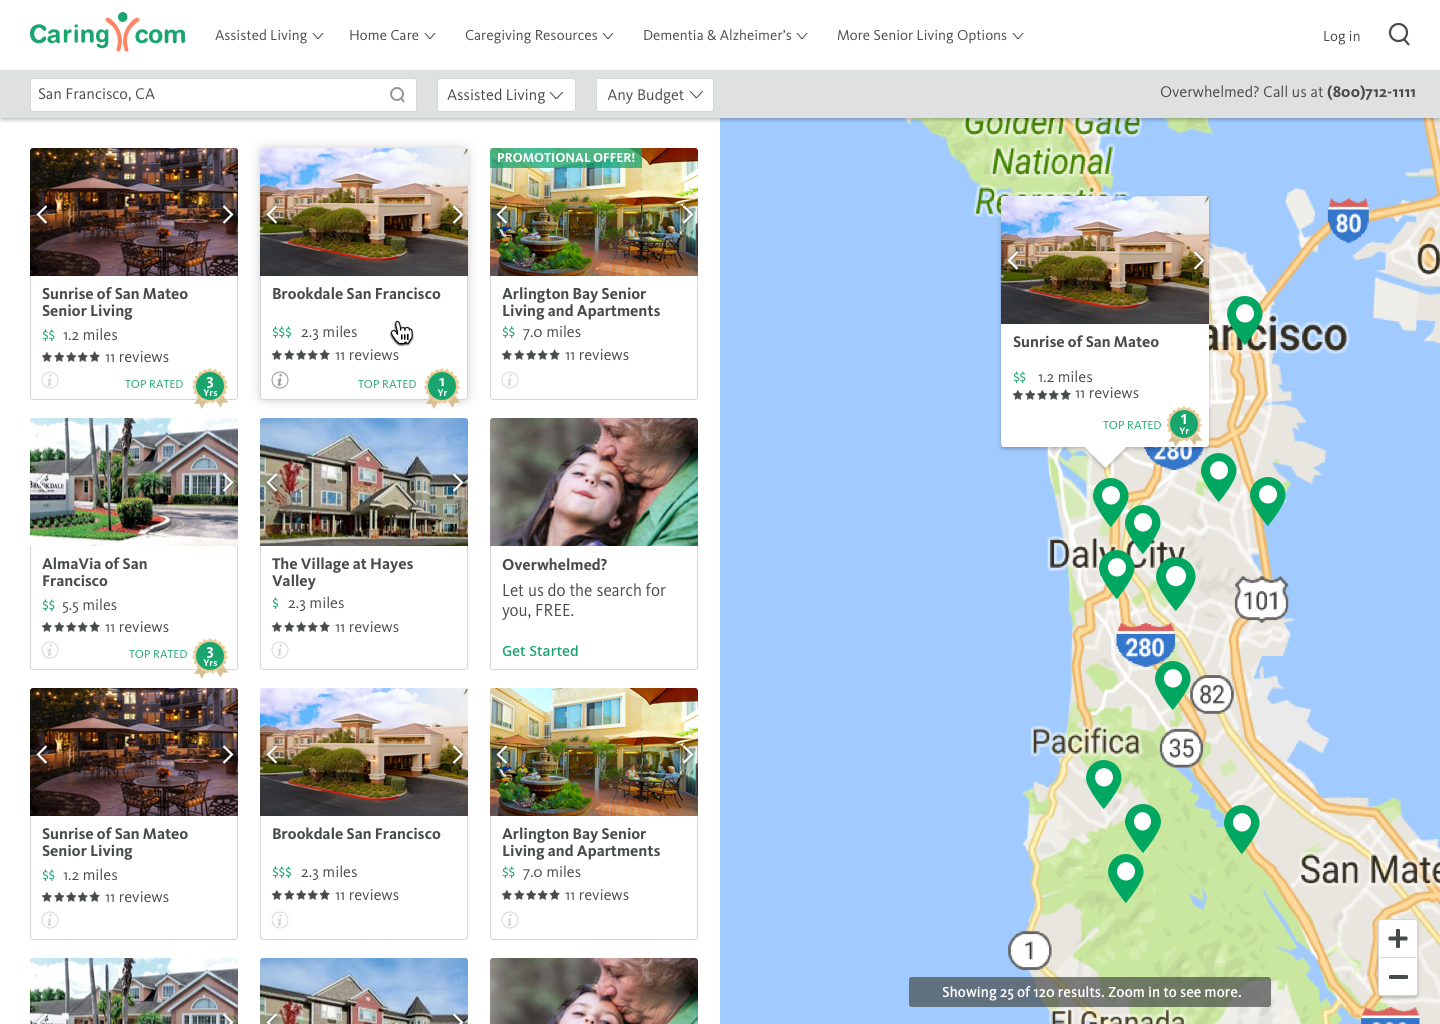 Caring com
Assisted Living
Home Care
Caregiving Resources
Dementia & Alzheimer's
More Senior Living Options
Log in
San Francisco, CA
Assisted Living
Any Budget
Overwhelmed? Call us at (800)712-1111
Sunrise of San Mateo
Senior Living
$$ 1.2 miles
★★★★★ 11 reviews
i
TOP RATED
3
Yrs
Brookdale San Francisco
$$$ 2.3 miles
★★★★★ 11 reviews
i
TOP RATED
1
Yr
PROMOTIONAL OFFER!
Arlington Bay Senior
Living and Apartments
$$ 7.0 miles
★★★★★ 11 reviews
i
AlmaVia of San
Francisco
$$ 5.5 miles
★★★★★ 11 reviews
i
TOP RATED
3
Yrs
The Village at Hayes
Valley
$ 2.3 miles
★★★★★ 11 reviews
i
Overwhelmed?
Let us do the search for
you, FREE.
Get Started
Sunrise of San Mateo
Senior Living
$$ 1.2 miles
★★★★★ 11 reviews
i
Brookdale San Francisco
$$$ 2.3 miles
★★★★★ 11 reviews
i
Arlington Bay Senior
Living and Apartments
$$ 7.0 miles
★★★★★ 11 reviews
i
Golden Gate
National
80
Sunrise of San Mateo
$$ 1.2 miles
★★★★★ 11 reviews
TOP RATED
1
Yr
ncisco
280
Daly City
101
280
82
Pacifica
35
San Mate
1
+
−
Showing 25 of 120 results. Zoom in to see more.
El Granada